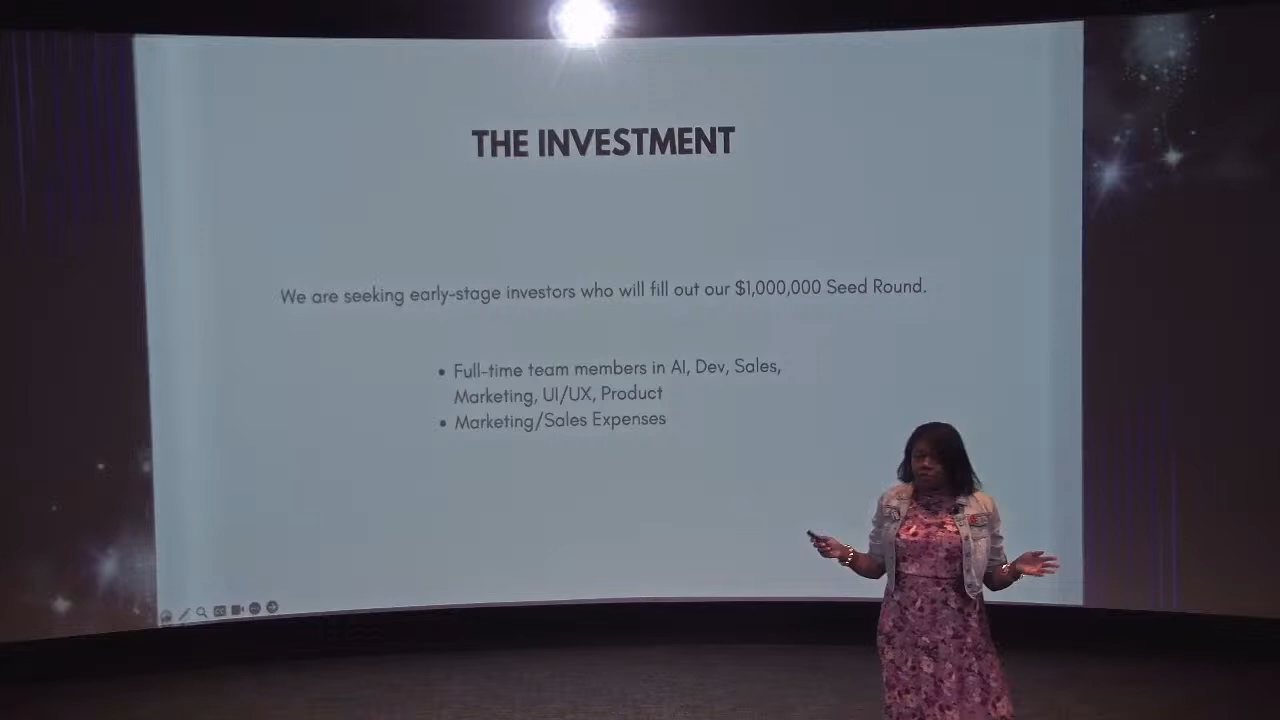 THE INVESTMENT
We are seeking early-stage investors who will fill out our $1,000,000 Seed Round.
• Full-time team members in AI, Dev, Sales,
Marketing, UI/UX, Product
• Marketing/Sales Expenses